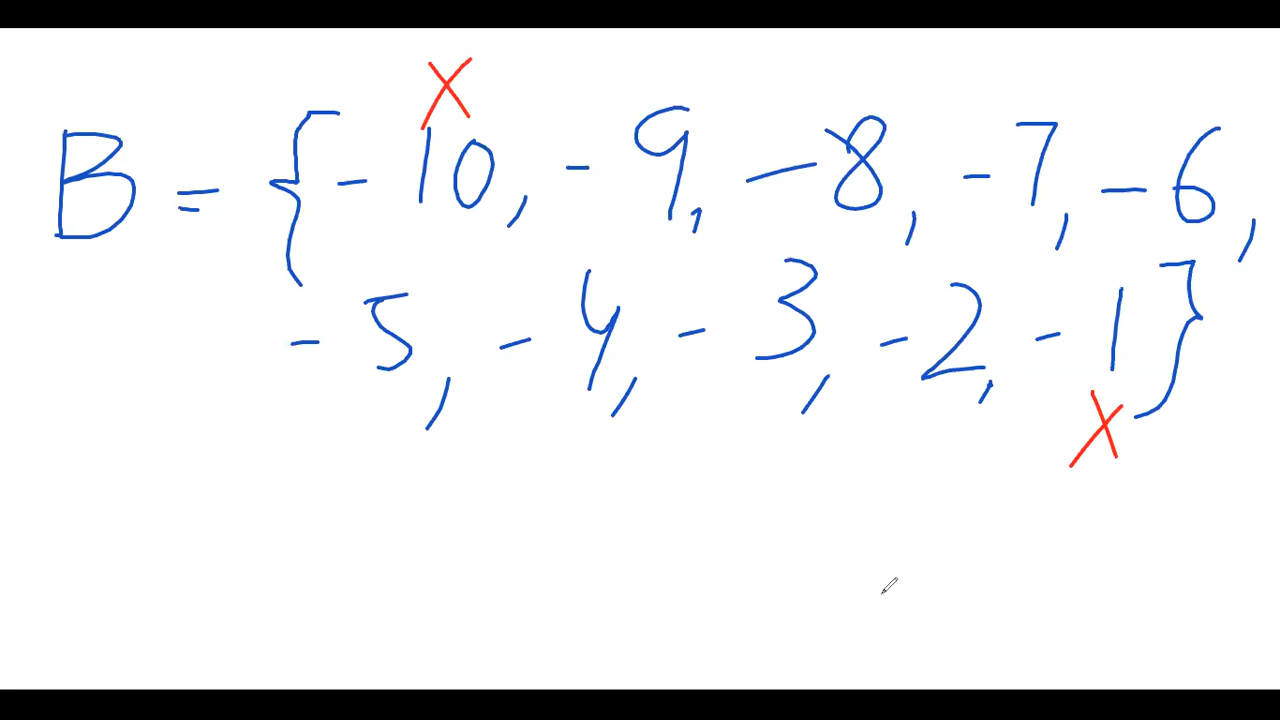 X
B = { - 10, - 9, - 8, - 7, - 6,
- 5, - 4, - 3, - 2, - 1 }
X